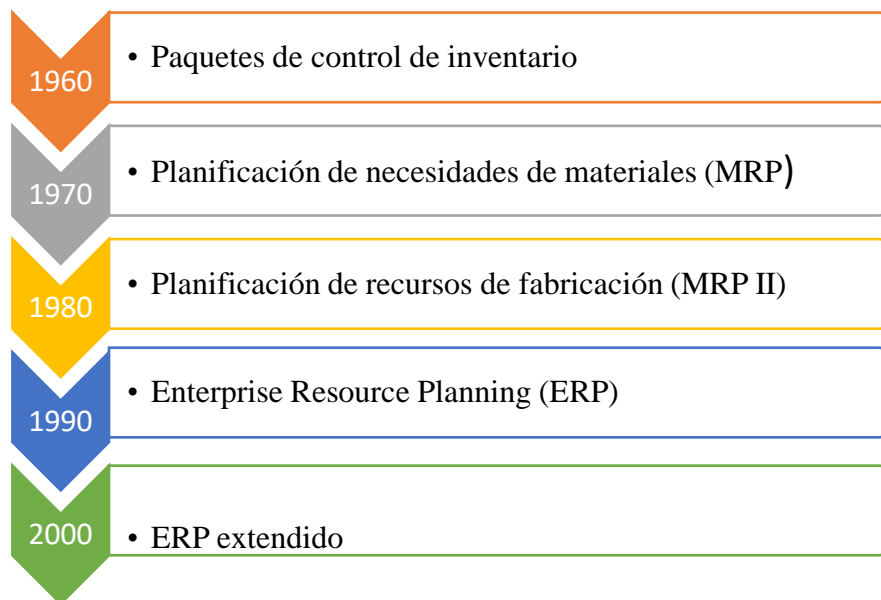 1960
• Paquetes de control de inventario
1970
• Planificación de necesidades de materiales (MRP)
1980
• Planificación de recursos de fabricación (MRP II)
1990
• Enterprise Resource Planning (ERP)
2000
• ERP extendido